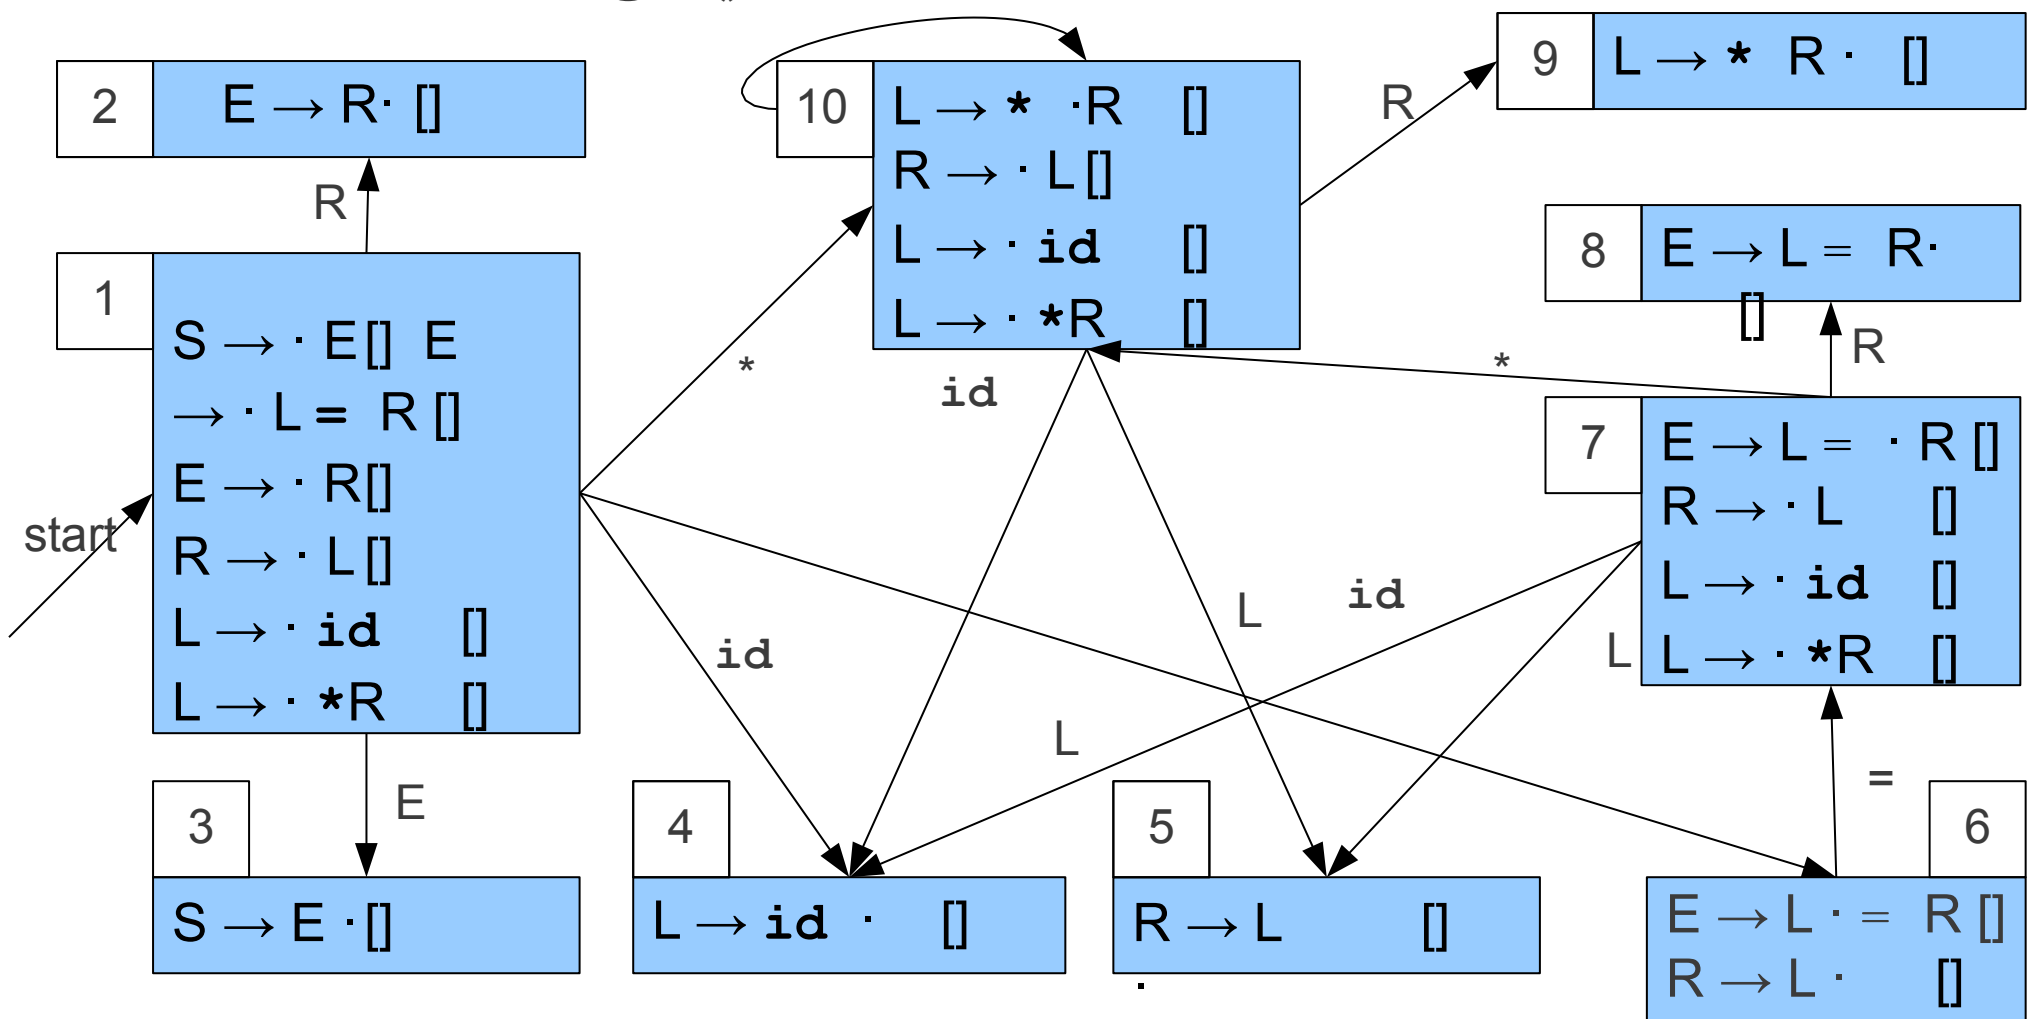 2
E → R· []
R
1
S → · E[] E
→ · L = R []
E → · R[]
R → · L[]
L → · id []
L → · *R []
start
E
3
S → E ·[]
10
L → * ·R []
R → · L[]
L → · id []
L → · *R []
*
id
id
L
L
4
L → id · []
5
R → L []
·
R
9
L → * R · []
8
E → L = R·
[]
R
*
7
E → L = · R []
R → · L []
L → · id []
L → · *R []
id
L
=
6
E → L · = R []
R → L · []